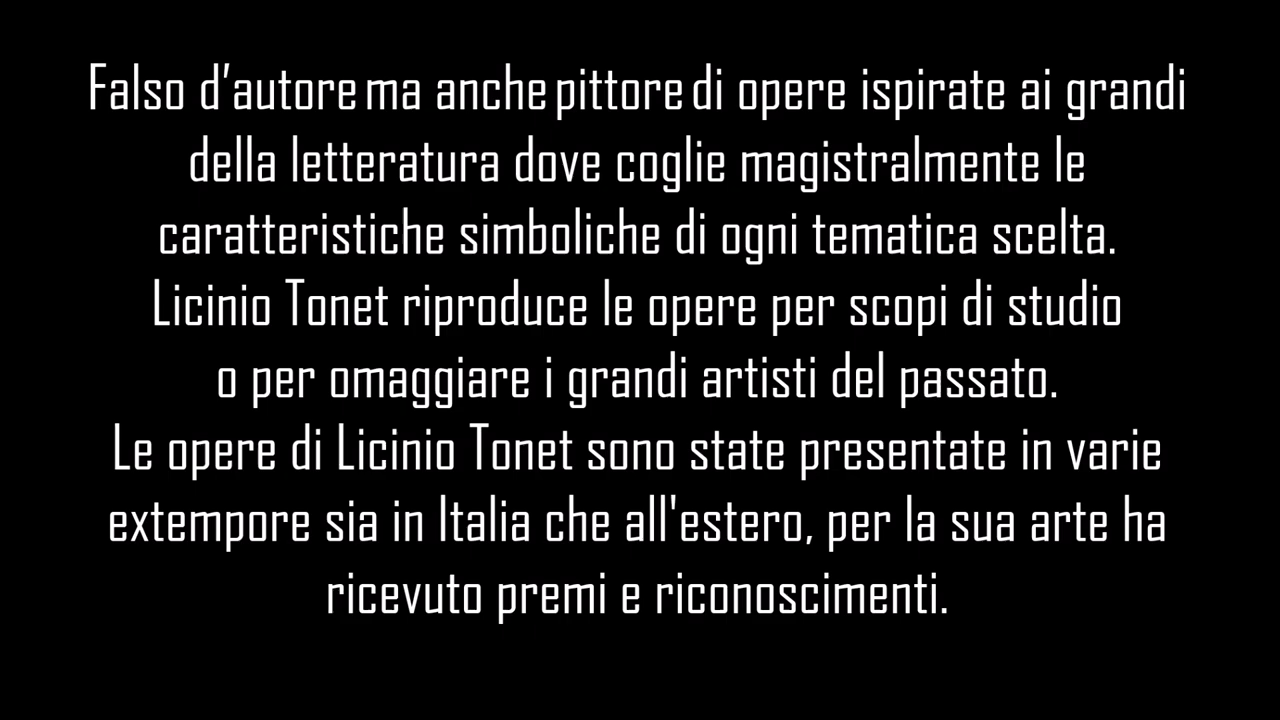 Falso d’autore ma anche pittore di opere ispirate ai grandi
della letteratura dove coglie magistralmente le
caratteristiche simboliche di ogni tematica scelta.
Licinio Tonet riproduce le opere per scopi di studio
o per omaggiare i grandi artisti del passato.
Le opere di Licinio Tonet sono state presentate in varie
extempore sia in Italia che all'estero, per la sua arte ha
ricevuto premi e riconoscimenti.